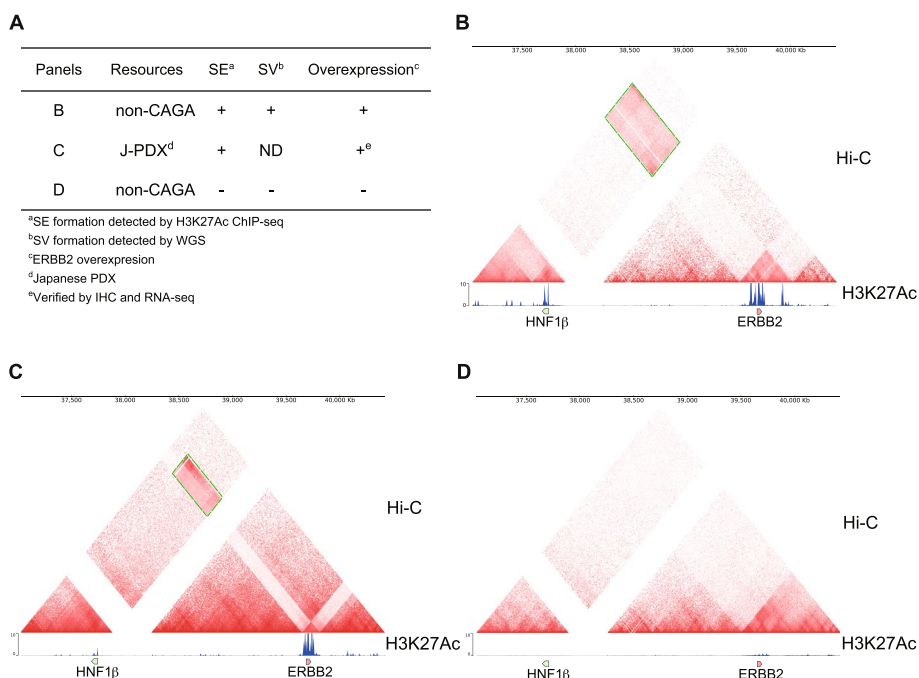 A
Panels Resources SEa SVb Overexpressionc
B non-CAGA + + +
C J-PDXd + ND +e
D non-CAGA - - -
aSE formation detected by H3K27Ac ChIP-seq
bSV formation detected by WGS
cERBB2 overexpresion
dJapanese PDX
eVerified by IHC and RNA-seq
B
37,500 38,000 38,500 39,000 39,500 40,000 Kb
Hi-C
10
0
H3K27Ac
HNF1β ERBB2
C
37,500 38,000 38,500 39,000 39,500 40,000 Kb
Hi-C
10
0
H3K27Ac
HNF1β ERBB2
D
37,500 38,000 38,500 39,000 39,500 40,000 Kb
Hi-C
10
0
H3K27Ac
HNF1β ERBB2